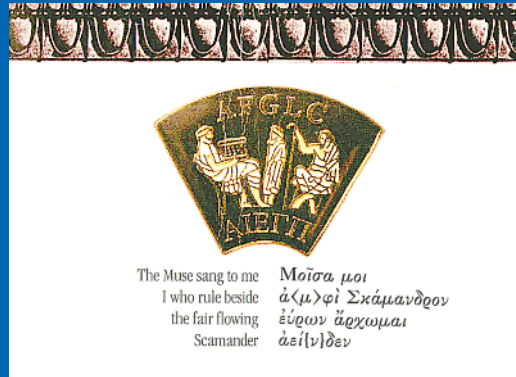 AFGLC
ΑΙΕΓΠ
The Muse sang to me
I who rule beside
the fair flowing
Scamander
Μοῖσα μοι
ἀ⟨μ⟩φὶ Σκάμανδρον
ἐύρων ἄρχωμαι
ἀεί{ν}δεν